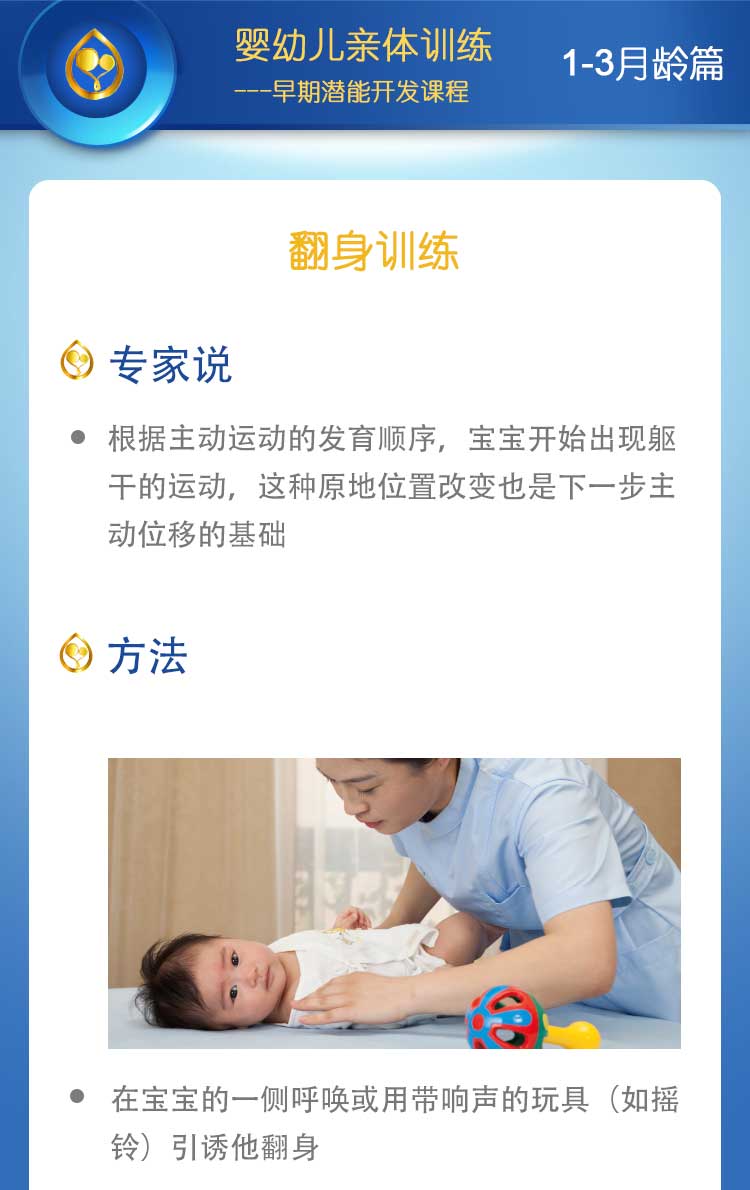 婴幼儿亲体训练
---早期潜能开发课程
1-3月龄篇
翻身训练
专家说
根据主动运动的发育顺序，宝宝开始出现躯
干的运动，这种原地位置改变也是下一步主
动位移的基础
方法
在宝宝的一侧呼唤或用带响声的玩具（如摇
铃）引诱他翻身